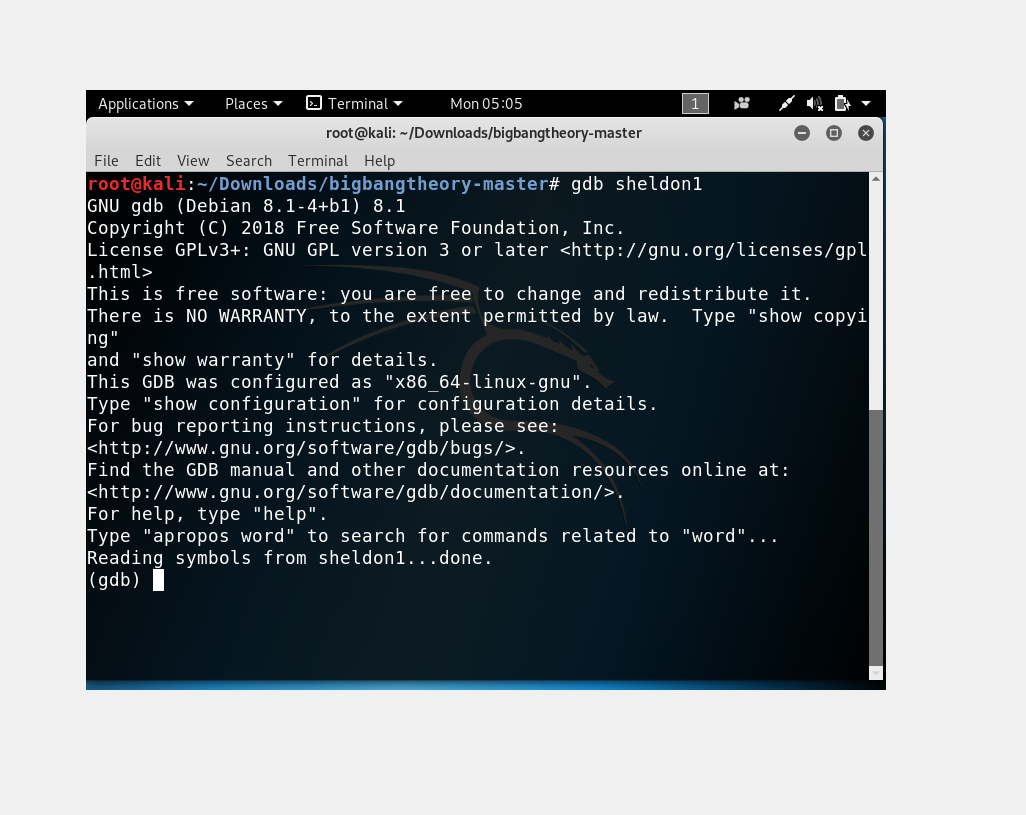 Applications Places Terminal Mon 05:05 1
root@kali: ~/Downloads/bigbangtheory-master
File Edit View Search Terminal Help
root@kali:~/Downloads/bigbangtheory-master# gdb sheldon1
GNU gdb (Debian 8.1-4+b1) 8.1
Copyright (C) 2018 Free Software Foundation, Inc.
License GPLv3+: GNU GPL version 3 or later <http://gnu.org/licenses/gpl
.html>
This is free software: you are free to change and redistribute it.
There is NO WARRANTY, to the extent permitted by law.  Type "show copyi
ng"
and "show warranty" for details.
This GDB was configured as "x86_64-linux-gnu".
Type "show configuration" for configuration details.
For bug reporting instructions, please see:
<http://www.gnu.org/software/gdb/bugs/>.
Find the GDB manual and other documentation resources online at:
<http://www.gnu.org/software/gdb/documentation/>.
For help, type "help".
Type "apropos word" to search for commands related to "word"...
Reading symbols from sheldon1...done.
(gdb)